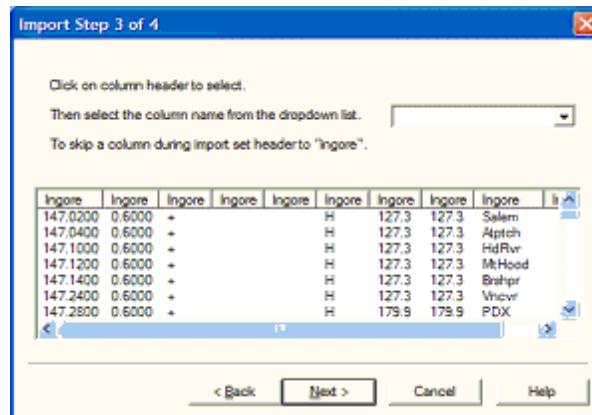 Import Step 3 of 4
Click on column header to select.
Then select the column name from the dropdown list.
To skip a column during import set header to "Ingore".
Ingore Ingore Ingore Ingore Ingore Ingore Ingore Ingore Ingore
147.0200 0.6000 + H 127.3 127.3 Salem
147.0400 0.6000 + H 127.3 127.3 Atptch
147.1000 0.6000 + H 127.3 127.3 HdRvr
147.1200 0.6000 + H 127.3 127.3 Mt.Hood
147.1400 0.6000 + H 127.3 127.3 Brshpr
147.2400 0.6000 + H 127.3 127.3 Vncvr
147.2800 0.6000 + H 179.9 179.9 PDX
< Back Next > Cancel Help